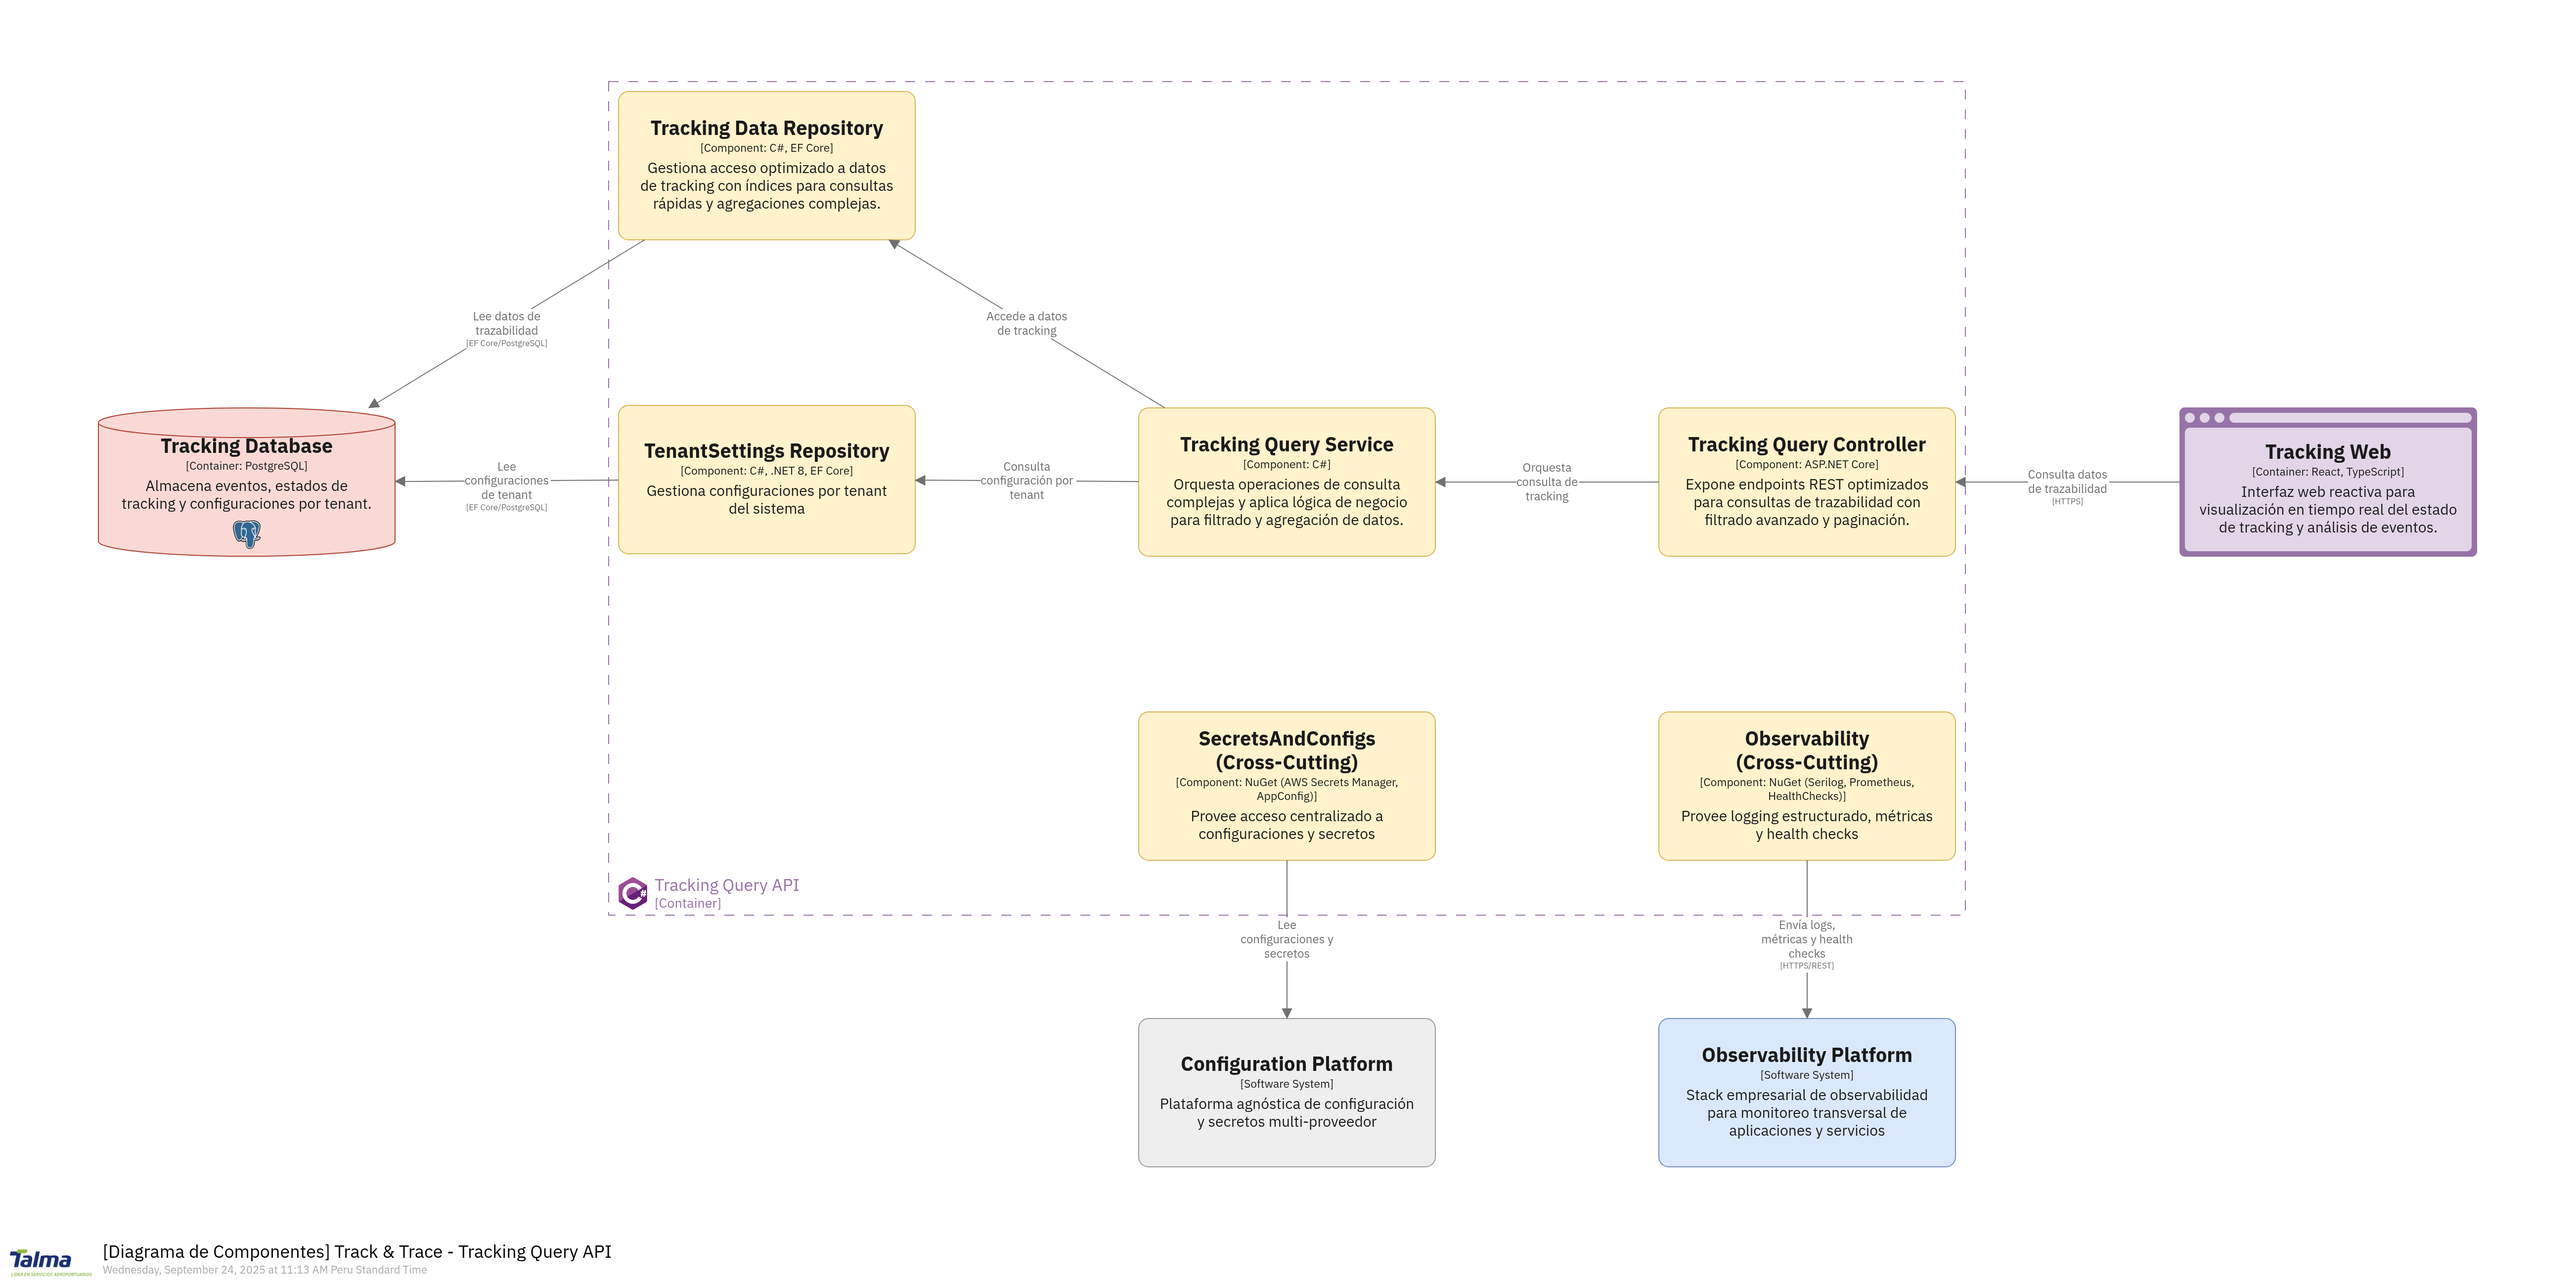 Tracking Data Repository
[Component: C#, EF Core]
Gestiona acceso optimizado a datos
de tracking con índices para consultas
rápidas y agregaciones complejas.
Lee datos de
trazabilidad
[EF Core/PostgreSQL]
Accede a datos
de tracking
Tracking Database
[Container: PostgreSQL]
Almacena eventos, estados de
tracking y configuraciones por tenant.
Lee
configuraciones
de tenant
[EF Core/PostgreSQL]
TenantSettings Repository
[Component: C#, .NET 8, EF Core]
Gestiona configuraciones por tenant
del sistema
Consulta
configuración por
tenant
Tracking Query Service
[Component: C#]
Orquesta operaciones de consulta
complejas y aplica lógica de negocio
para filtrado y agregación de datos.
Orquesta
consulta de
tracking
Tracking Query Controller
[Component: ASP.NET Core]
Expone endpoints REST optimizados
para consultas de trazabilidad con
filtrado avanzado y paginación.
Consulta datos
de trazabilidad
[HTTPS]
Tracking Web
[Container: React, TypeScript]
Interfaz web reactiva para
visualización en tiempo real del estado
de tracking y análisis de eventos.
SecretsAndConfigs
(Cross-Cutting)
[Component: NuGet (AWS Secrets Manager,
AppConfig)]
Provee acceso centralizado a
configuraciones y secretos
Observability
(Cross-Cutting)
[Component: NuGet (Serilog, Prometheus,
HealthChecks)]
Provee logging estructurado, métricas
y health checks
Tracking Query API
[Container]
Lee
configuraciones y
secretos
Envía logs,
métricas y health
checks
[HTTPS/REST]
Configuration Platform
[Software System]
Plataforma agnóstica de configuración
y secretos multi-proveedor
Observability Platform
[Software System]
Stack empresarial de observabilidad
para monitoreo transversal de
aplicaciones y servicios
Talma
LÍDER EN SERVICIOS AEROPORTUARIOS
[Diagrama de Componentes] Track & Trace - Tracking Query API
Wednesday, September 24, 2025 at 11:13 AM Peru Standard Time